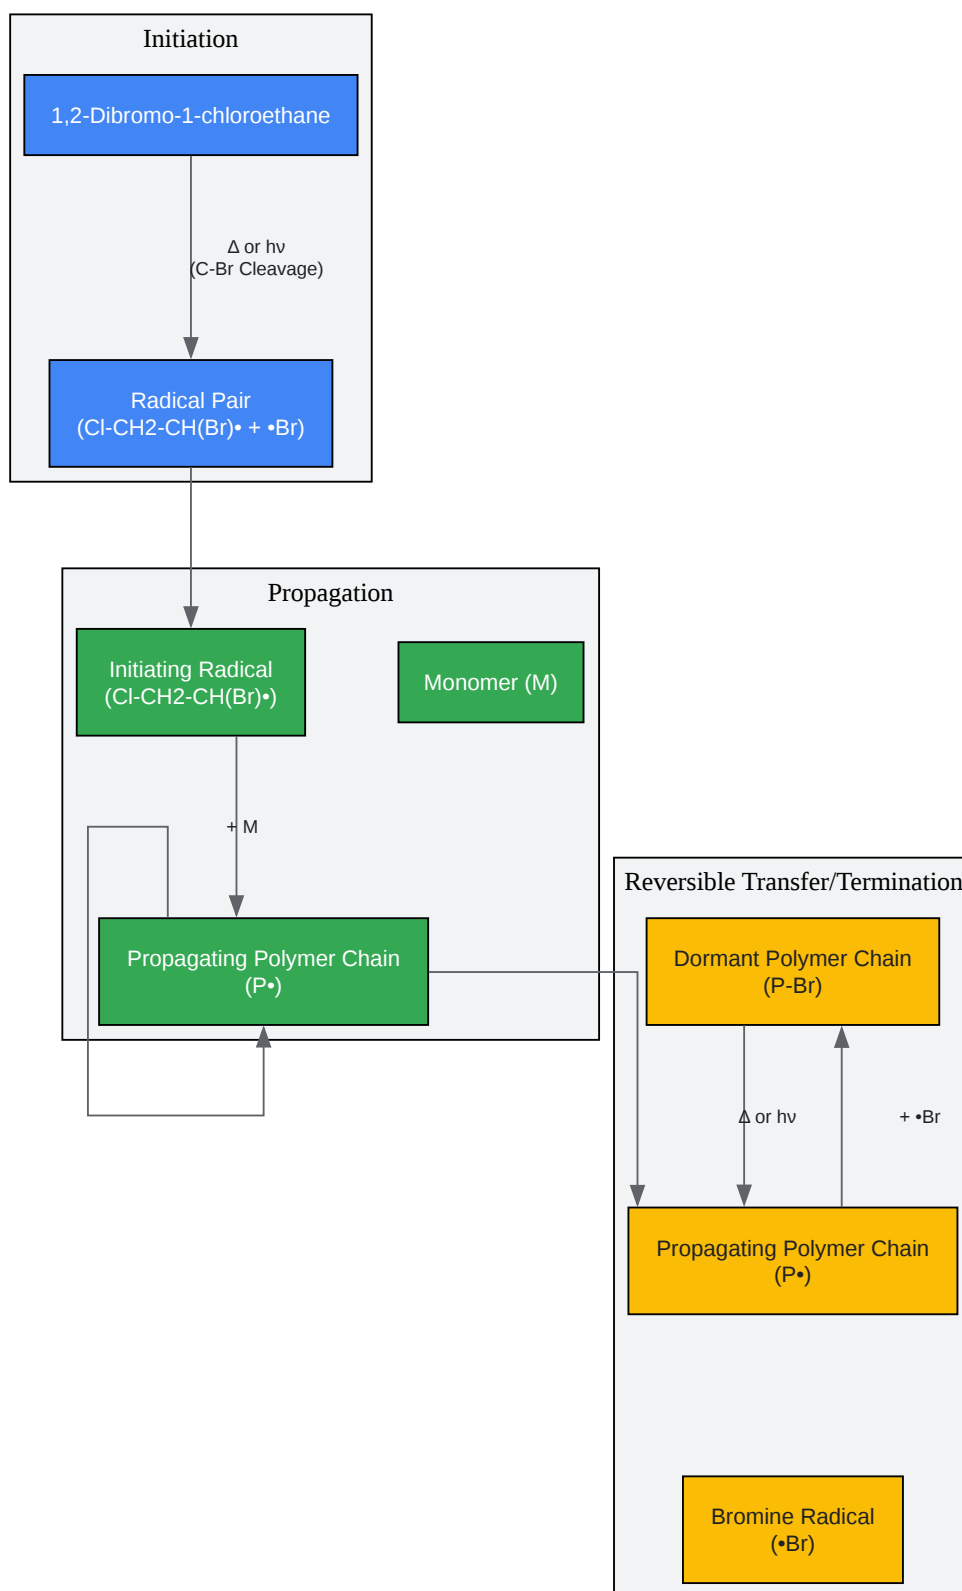 Initiation
1,2-Dibromo-1-chloroethane
Δ or hν
(C-Br Cleavage)
Radical Pair
(Cl-CH2-CH(Br)• + •Br)
Propagation
Initiating Radical
(Cl-CH2-CH(Br)•)
Monomer (M)
+ M
Propagating Polymer Chain
(P•)
Reversible Transfer/Termination
Dormant Polymer Chain
(P-Br)
Δ or hν
+ •Br
Propagating Polymer Chain
(P•)
Bromine Radical
(•Br)